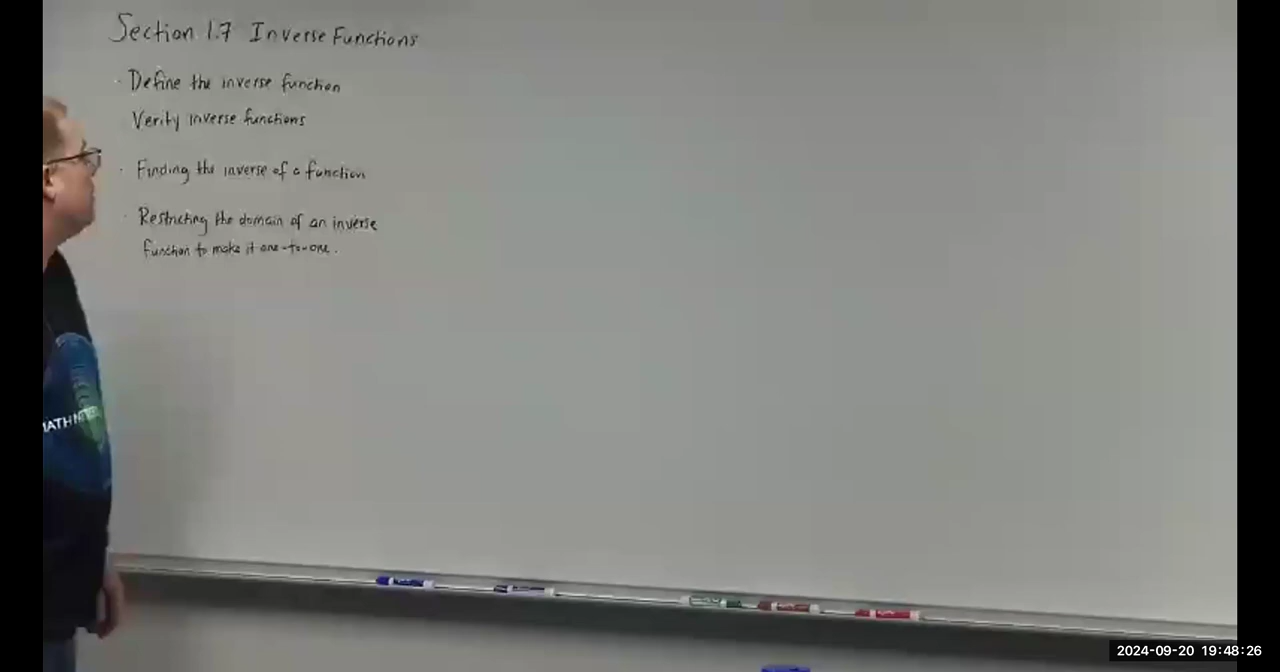 Section 1.7 Inverse Functions
· Define the inverse function
Verify inverse functions
· Finding the inverse of a function
· Restricting the domain of an inverse
function to make it one-to-one.
MATH
2024-09-20 19:48:26